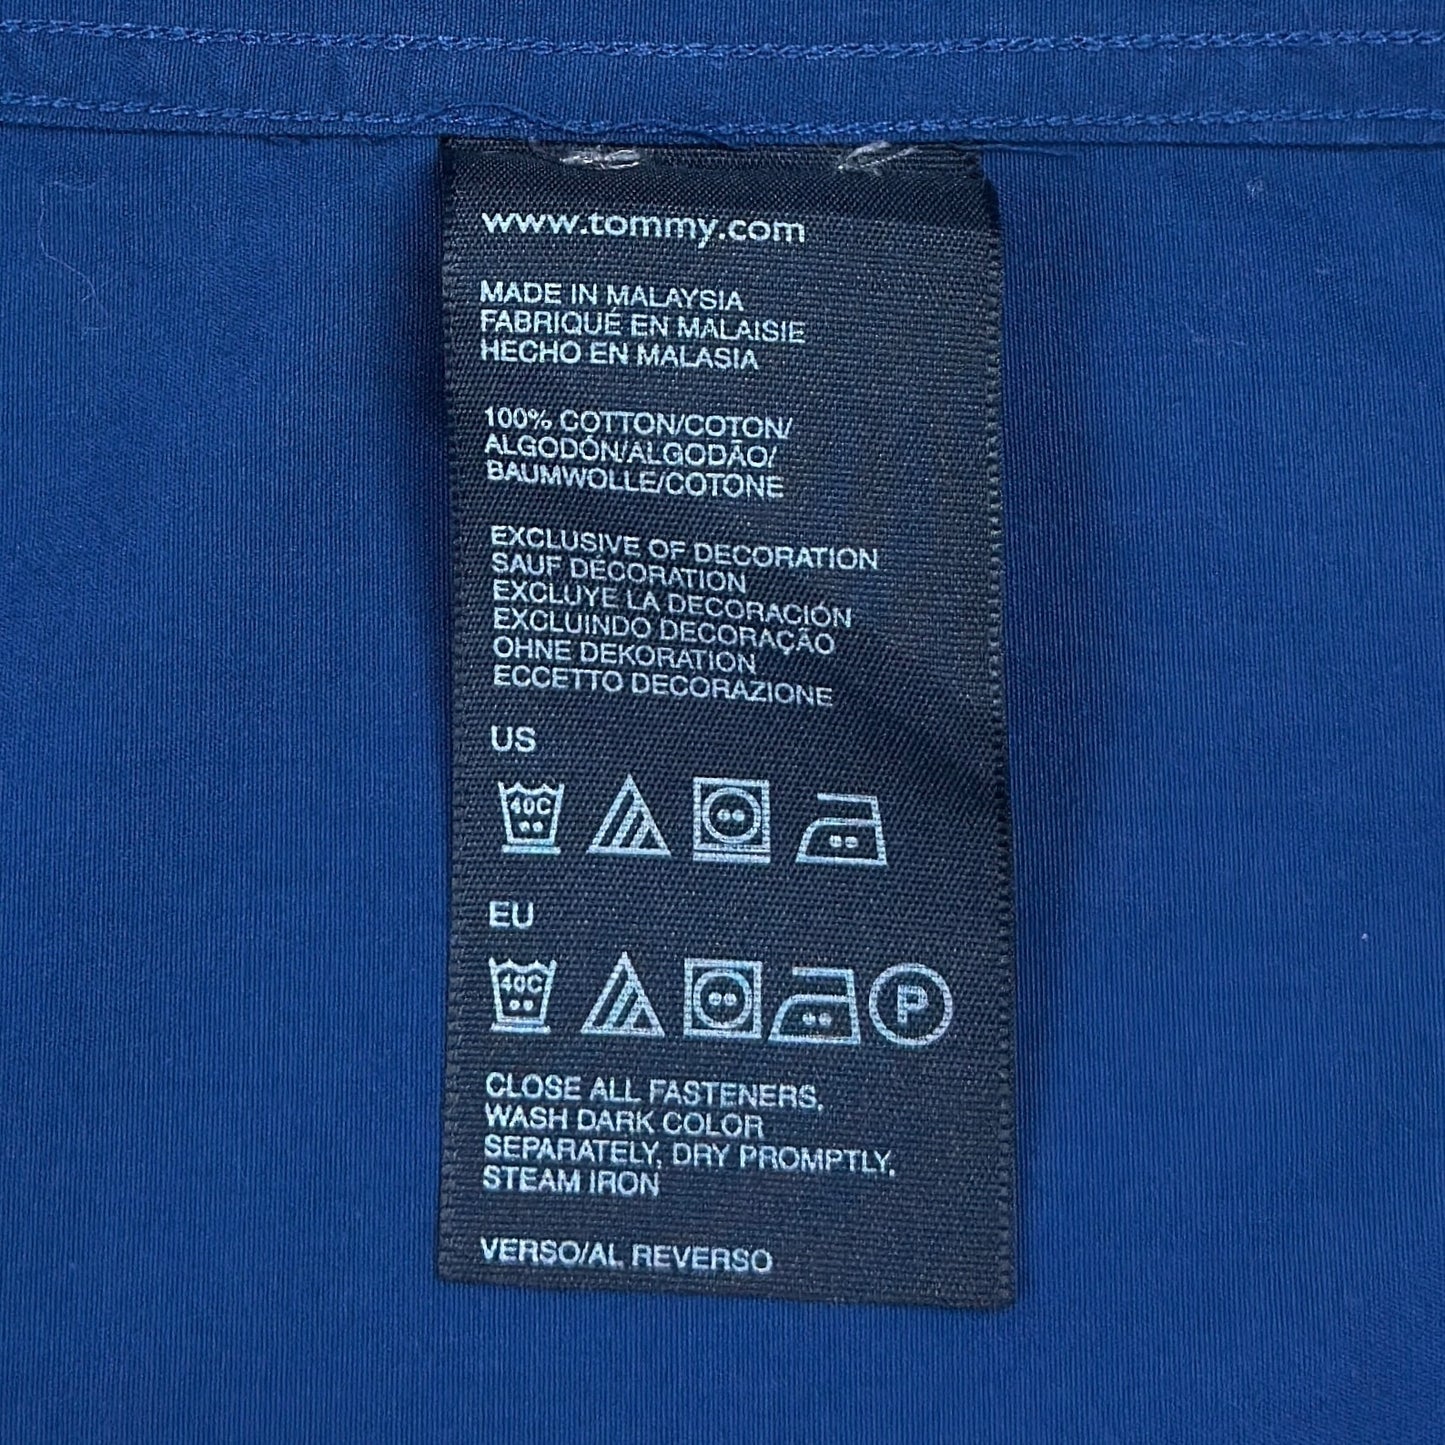 www.tommy.com
MADE IN MALAYSIA
FABRIQUÉ EN MALAISIE
HECHO EN MALASIA
100% COTTON/COTON/
ALGODÓN/ALGODÃO/
BAUMWOLLE/COTONE
EXCLUSIVE OF DECORATION
SAUF DÉCORATION
EXCLUYE LA DECORACIÓN
EXCLUINDO DECORAÇÃO
OHNE DEKORATION
ECCETTO DECORAZIONE
US
40C
EU
40C P
CLOSE ALL FASTENERS,
WASH DARK COLOR
SEPARATELY, DRY PROMPTLY,
STEAM IRON
VERSO/AL REVERSO